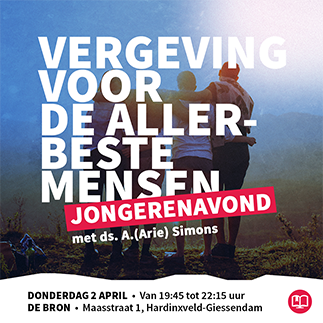 VERGEVING
VOOR
DE ALLER-
BESTE
MENSEN
JONGERENAVOND
met ds. A.(Arie) Simons
DONDERDAG 2 APRIL • Van 19:45 tot 22:15 uur
DE BRON • Maasstraat 1, Hardinxveld-Giessendam